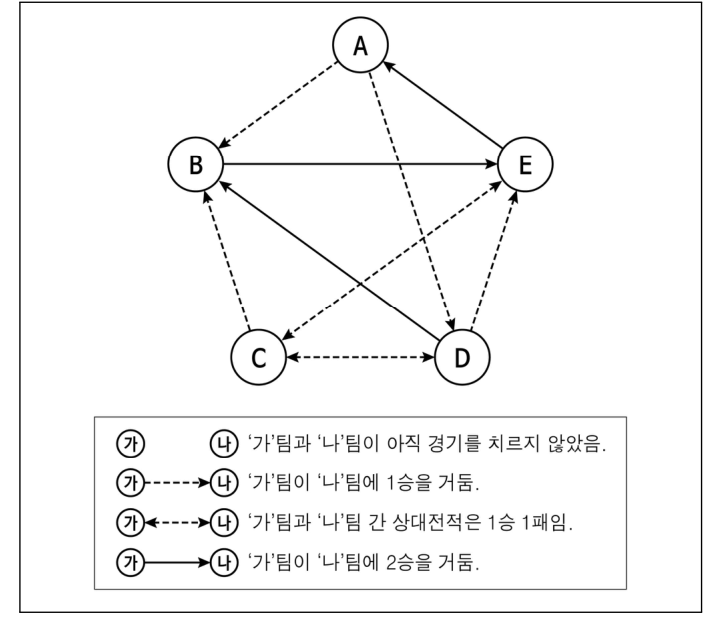 A
B
E
C
D
가 나 '가'팀과 '나'팀이 아직 경기를 치르지 않았음.
가 나 '가'팀이 '나'팀에 1승을 거둠.
가 나 '가'팀과 '나'팀 간 상대전적은 1승 1패임.
가 나 '가'팀이 '나'팀에 2승을 거둠.